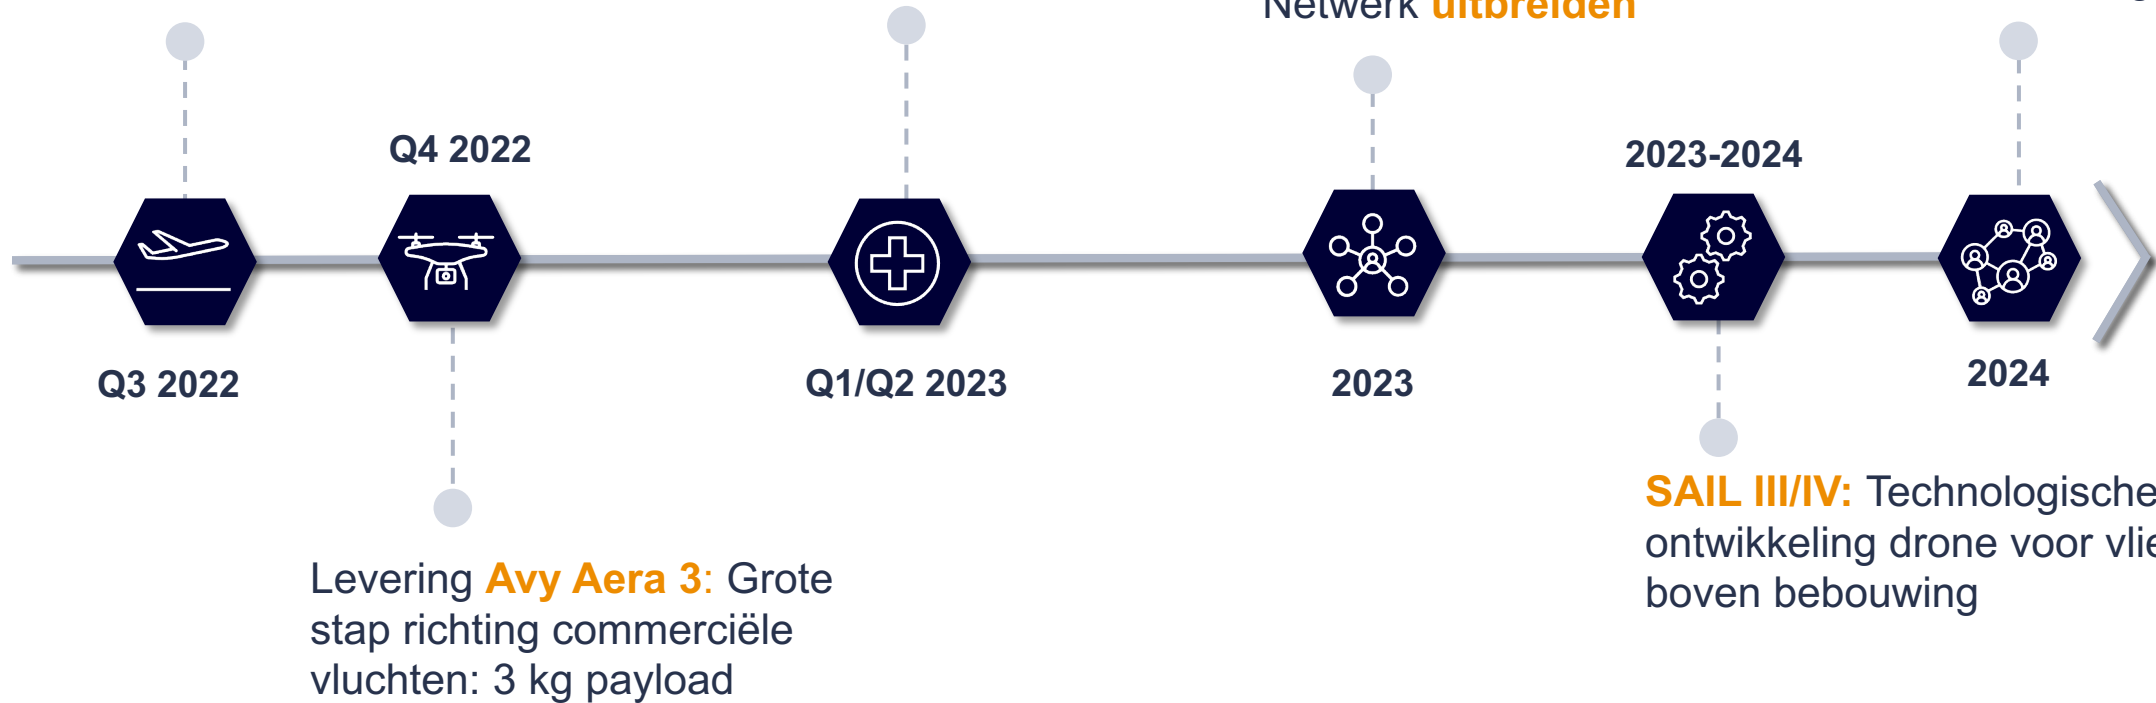 Netwerk uitbreiden
Q4 2022
2023-2024
Q3 2022
Q1/Q2 2023
2023
2024
SAIL III/IV: Technologische
ontwikkeling drone voor vlie
boven bebouwing
Levering Avy Aera 3: Grote
stap richting commerciële
vluchten: 3 kg payload